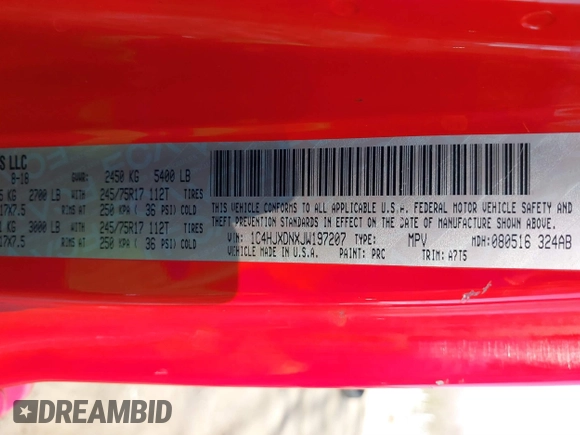 S LLC
8-18 GVWR: 2450 KG 5400 LB
KG 2700 LB WITH 245/75R17 112T TIRES
17X7.5 RIMS AT 250 KPA ( 36 PSI) COLD
KG 3000 LB WITH 245/75R17 112T TIRES
17X7.5 RIMS AT 250 KPA ( 36 PSI) COLD
THIS VEHICLE CONFORMS TO ALL APPLICABLE U.S.A. FEDERAL MOTOR VEHICLE SAFETY AND
THEFT PREVENTION STANDARDS IN EFFECT ON THE DATE OF MANUFACTURE SHOWN ABOVE.
VIN: 1C4HJXDNXJW197207 TYPE: MPV MDH: 080516 324AB
VEHICLE MADE IN U.S.A. PAINT: PRC TRIM: A7T5
DREAMBID